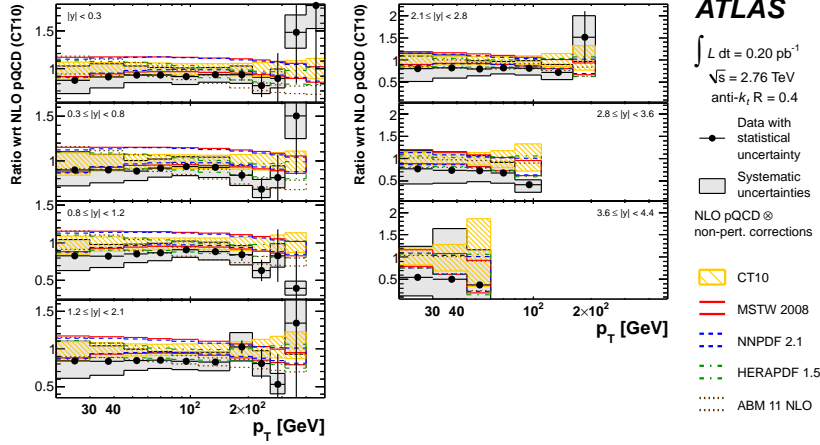 Ratio wrt NLO pQCD (CT10)
|y| < 0.3
1.5
1
0.5
0.3 ≤ |y| < 0.8
1.5
1
0.5
0.8 ≤ |y| < 1.2
1.5
1
0.5
1.2 ≤ |y| < 2.1
1.5
1
0.5
30 40 10² 2×10²
p_T [GeV]
Ratio wrt NLO pQCD (CT10)
2.1 ≤ |y| < 2.8
2
1.5
1
0.5
2.8 ≤ |y| < 3.6
2
1.5
1
0.5
3.6 ≤ |y| < 4.4
2
1.5
1
0.5
30 40 10² 2×10²
p_T [GeV]
ATLAS
∫ L dt = 0.20 pb⁻¹
√s = 2.76 TeV
anti-k_t R = 0.4
Data with
statistical
uncertainty
Systematic
uncertainties
NLO pQCD ⊗
non-pert. corrections
CT10
MSTW 2008
NNPDF 2.1
HERAPDF 1.5
ABM 11 NLO